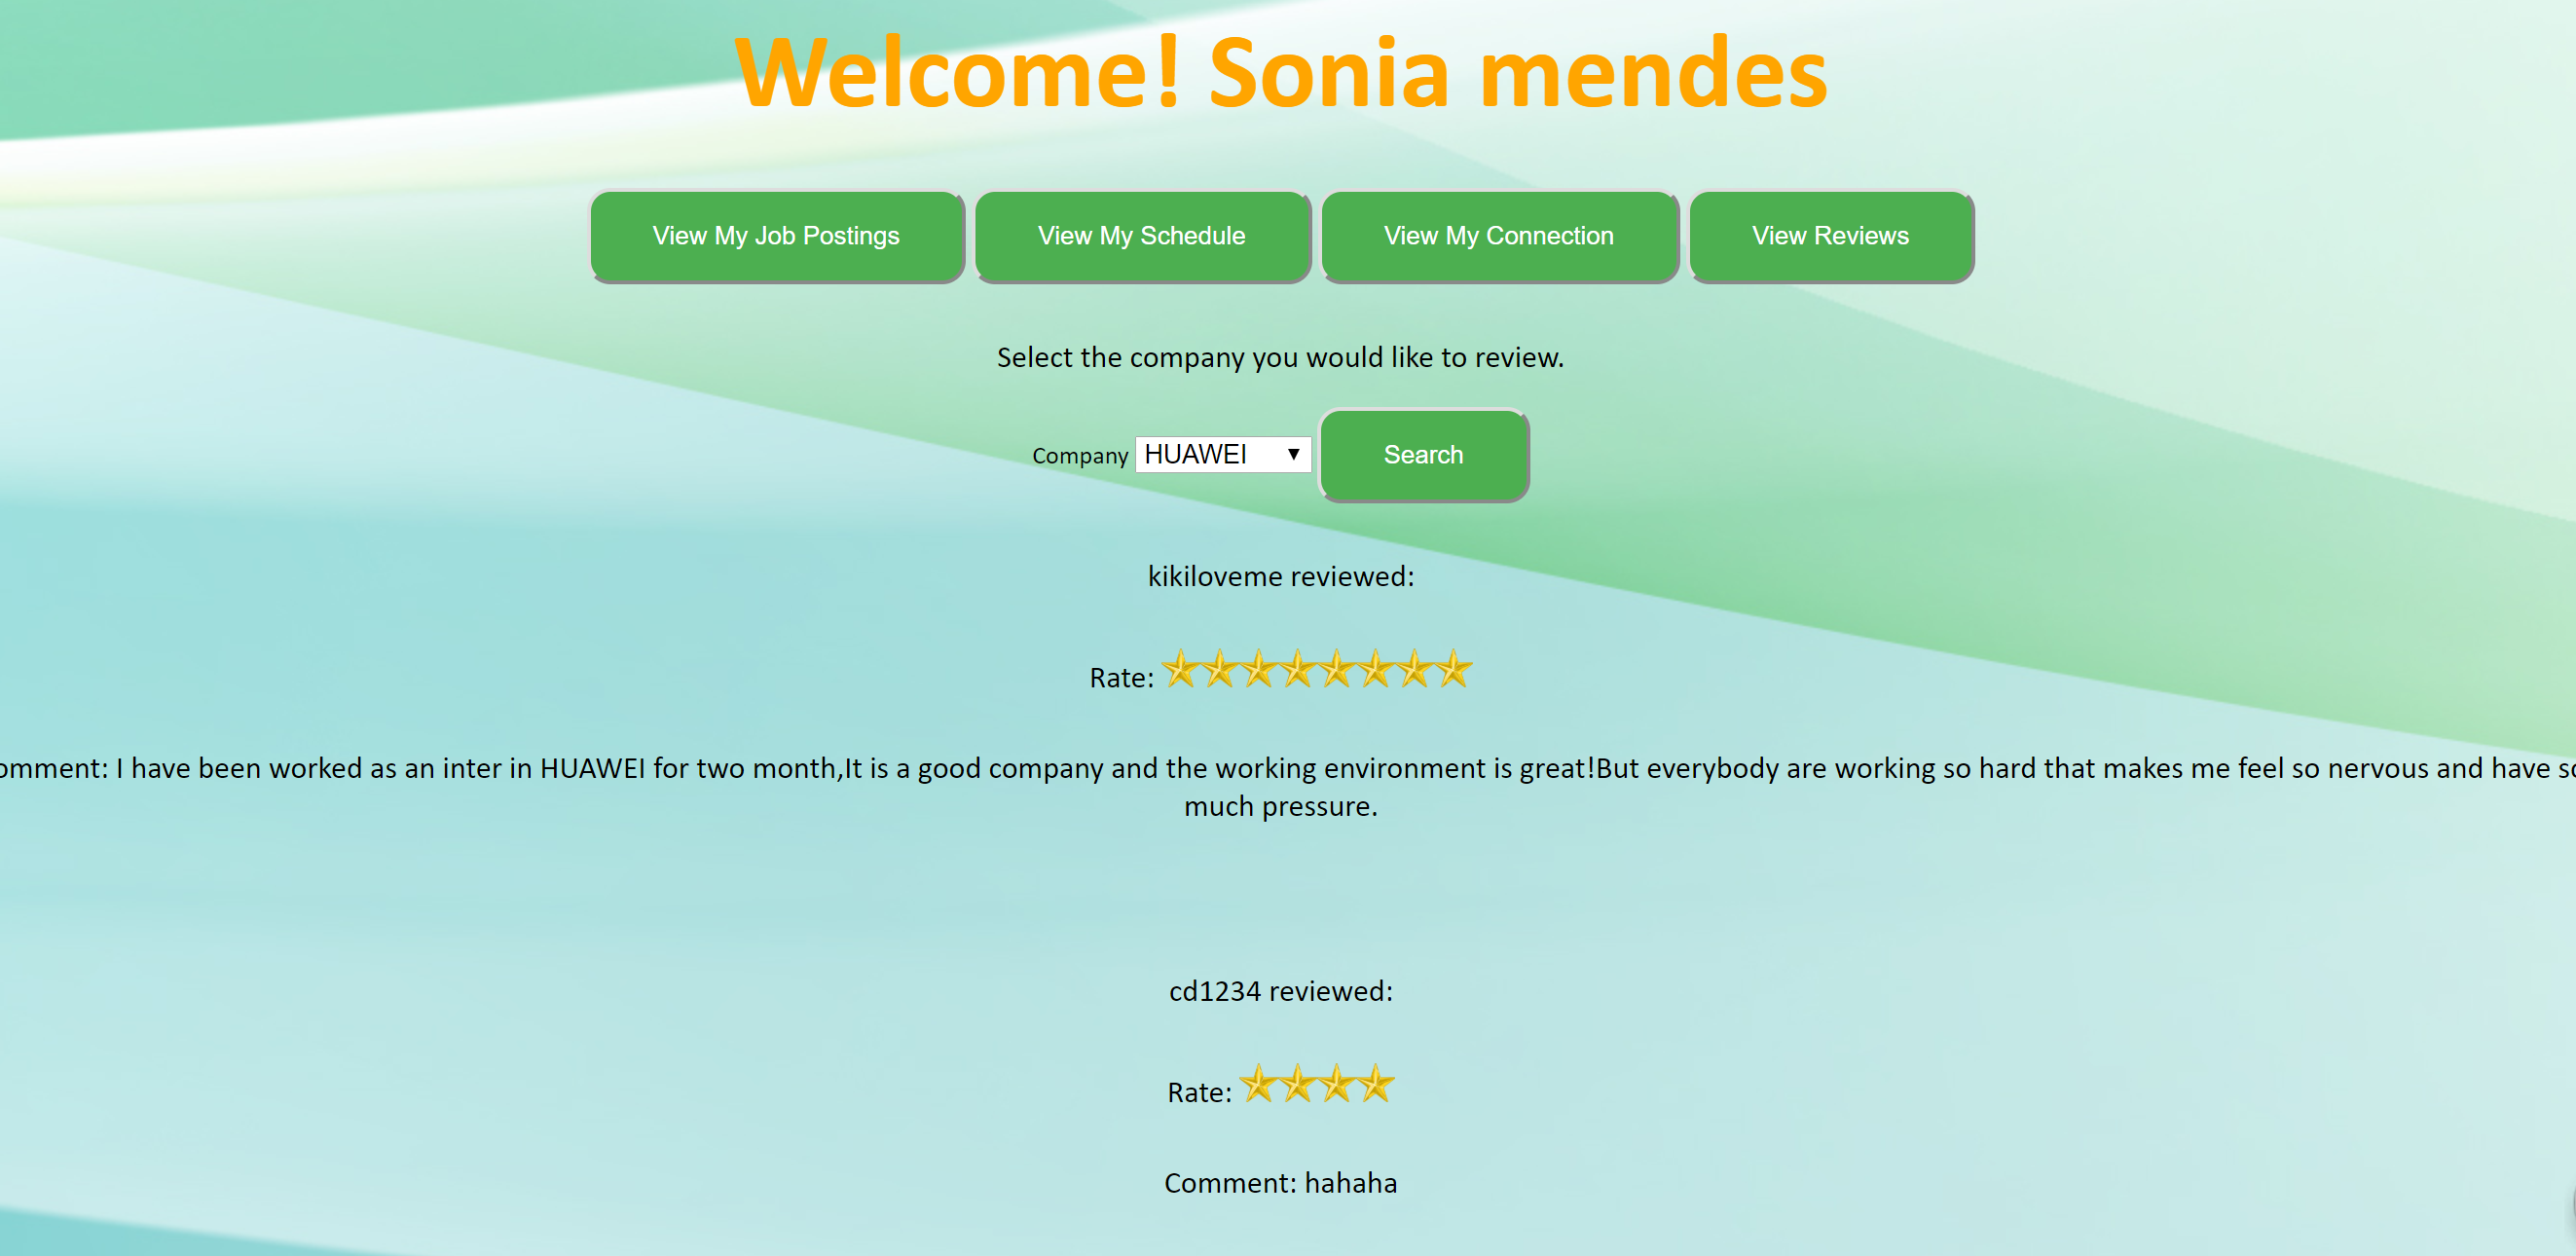 Welcome! Sonia mendes
View My Job Postings View My Schedule View My Connection View Reviews
Select the company you would like to review.
Company HUAWEI Search
kikiloveme reviewed:
Rate:
omment: I have been worked as an inter in HUAWEI for two month,It is a good company and the working environment is great!But everybody are working so hard that makes me feel so nervous and have so
much pressure.
cd1234 reviewed:
Rate:
Comment: hahaha